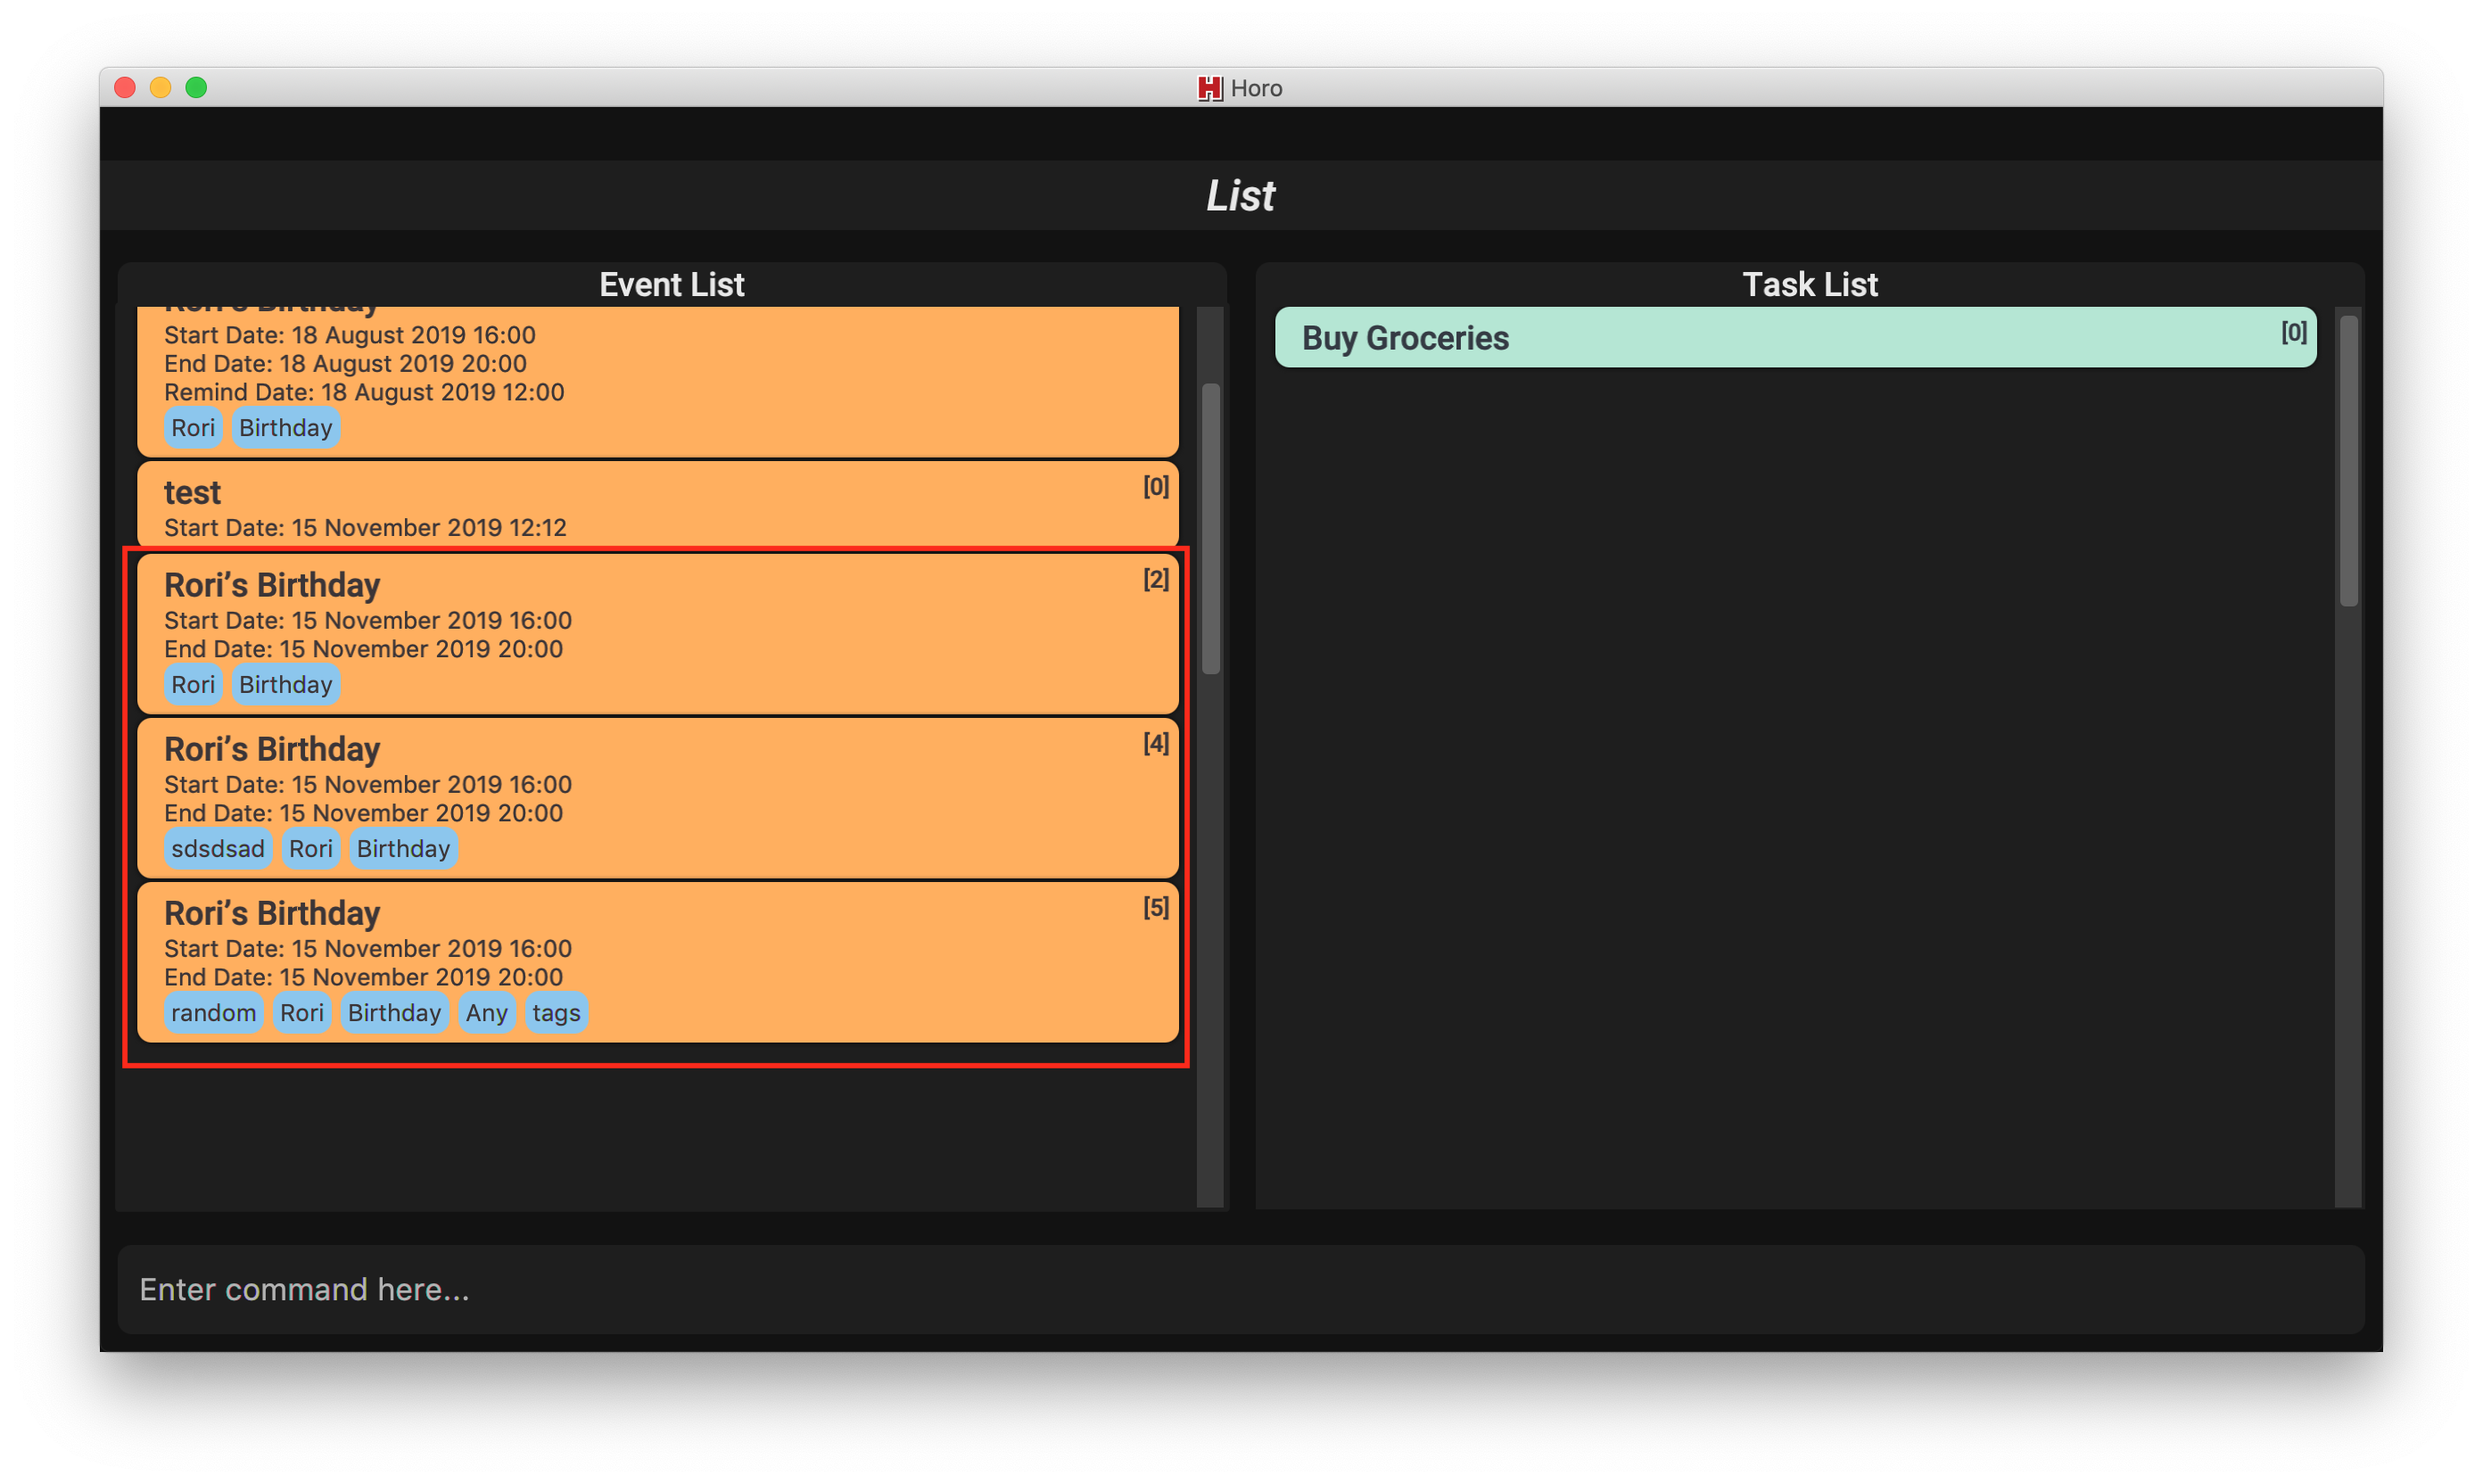 Horo
List
Event List
Rori's Birthday
Start Date: 18 August 2019 16:00
End Date: 18 August 2019 20:00
Remind Date: 18 August 2019 12:00
Rori Birthday
test [0]
Start Date: 15 November 2019 12:12
Rori’s Birthday [2]
Start Date: 15 November 2019 16:00
End Date: 15 November 2019 20:00
Rori Birthday
Rori’s Birthday [4]
Start Date: 15 November 2019 16:00
End Date: 15 November 2019 20:00
sdsdsad Rori Birthday
Rori’s Birthday [5]
Start Date: 15 November 2019 16:00
End Date: 15 November 2019 20:00
random Rori Birthday Any tags
Task List
Buy Groceries [0]
Enter command here...